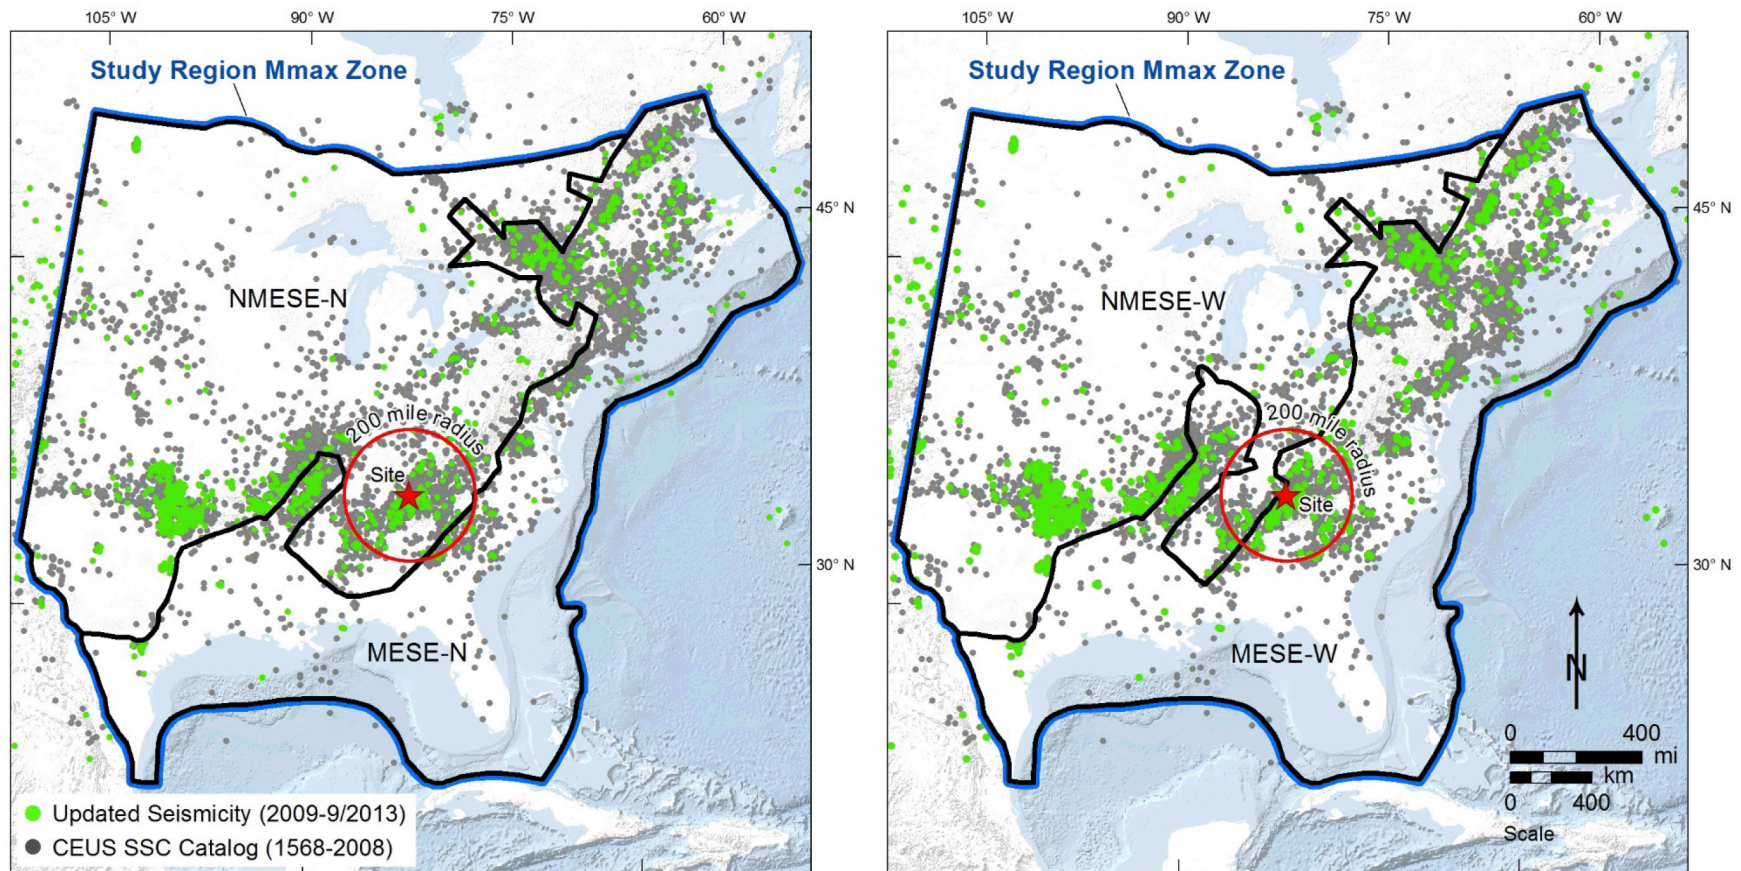 105° W
90° W
75° W
60° W
105° W
90° W
75° W
60° W
Study Region Mmax Zone
Study Region Mmax Zone
45° N
45° N
NMESE-N
NMESE-W
200 mile radius
200 mile radius
Site
Site
30° N
30° N
MESE-N
MESE-W
N
0 400
mi
km
0 400
Scale
Updated Seismicity (2009-9/2013)
CEUS SSC Catalog (1568-2008)